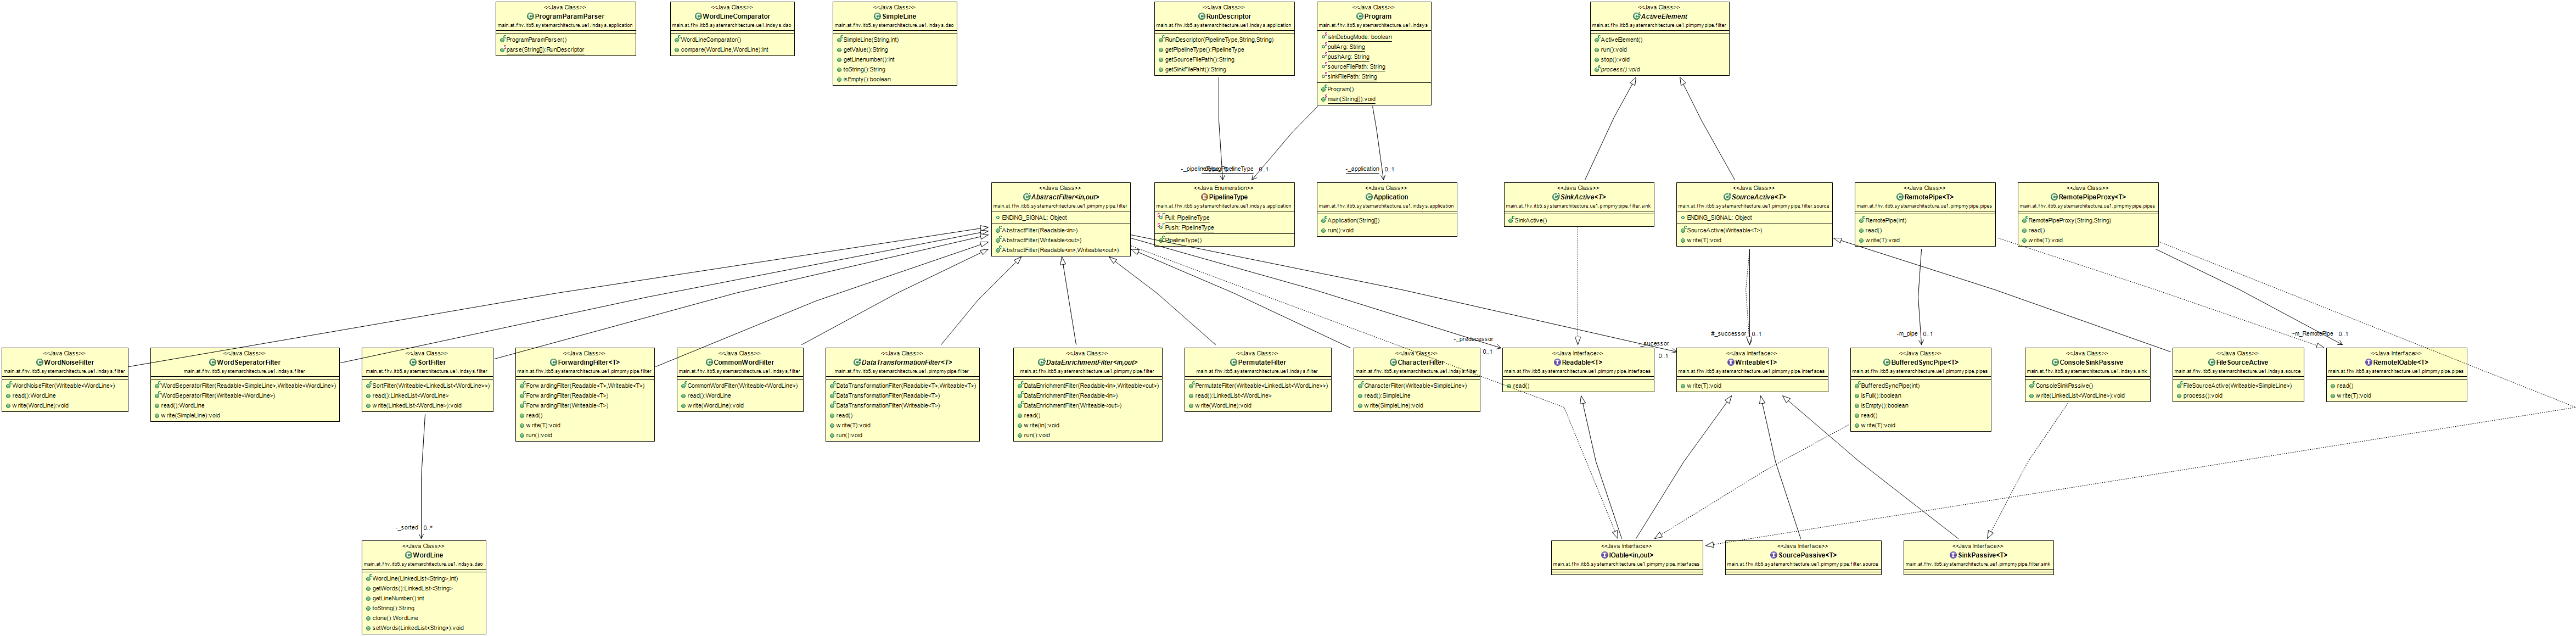 <<Java Class>>
ProgramParamParser
main.at.fhv.itb5.systemarchitecture.ue1.indsys.application
ProgramParamParser()
parse(String[]):RunDescriptor
<<Java Class>>
WordLineComparator
main.at.fhv.itb5.systemarchitecture.ue1.indsys.dao
WordLineComparator()
compare(WordLine,WordLine):int
<<Java Class>>
SimpleLine
main.at.fhv.itb5.systemarchitecture.ue1.indsys.dao
SimpleLine(String,int)
getValue():String
getLinenumber():int
toString():String
isEmpty():boolean
<<Java Class>>
RunDescriptor
main.at.fhv.itb5.systemarchitecture.ue1.indsys.application
RunDescriptor(PipelineType,String,String)
getPipelineType():PipelineType
getSourceFilePath():String
getSinkFilePaht():String
<<Java Class>>
Program
main.at.fhv.itb5.systemarchitecture.ue1.indsys
isInDebugMode: boolean
pullArg: String
pushArg: String
sourceFilePath: String
sinkFilePath: String
Program()
main(String[]):void
<<Java Class>>
ActiveElement
main.at.fhv.itb5.systemarchitecture.ue1.pimpmypipe.filter
ActiveElement()
run():void
stop():void
process():void
-_pipelineType
PipelineType
0..1
-_application
0..1
<<Java Class>>
AbstractFilter<in,out>
main.at.fhv.itb5.systemarchitecture.ue1.pimpmypipe.filter
ENDING_SIGNAL: Object
AbstractFilter(Readable<in>)
AbstractFilter(Writeable<out>)
AbstractFilter(Readable<in>,Writeable<out>)
<<Java Enumeration>>
PipelineType
main.at.fhv.itb5.systemarchitecture.ue1.indsys.application
Pull: PipelineType
Push: PipelineType
PipelineType()
<<Java Class>>
Application
main.at.fhv.itb5.systemarchitecture.ue1.indsys.application
Application(String[])
run():void
<<Java Class>>
SinkActive<T>
main.at.fhv.itb5.systemarchitecture.ue1.pimpmypipe.filter.sink
SinkActive()
<<Java Class>>
SourceActive<T>
main.at.fhv.itb5.systemarchitecture.ue1.pimpmypipe.filter.source
ENDING_SIGNAL: Object
SourceActive(Writeable<T>)
write(T):void
<<Java Class>>
RemotePipe<T>
main.at.fhv.itb5.systemarchitecture.ue1.pimpmypipe.pipes
RemotePipe(int)
read()
write(T):void
<<Java Class>>
RemotePipeProxy<T>
main.at.fhv.itb5.systemarchitecture.ue1.pimpmypipe.pipes
RemotePipeProxy(String,String)
read()
write(T):void
-_predecessor
0..1
-_sucessor
0..1
#_successor
0..1
-m_pipe
0..1
~m_RemotePipe
0..1
<<Java Class>>
WordNoiseFilter
main.at.fhv.itb5.systemarchitecture.ue1.indsys.filter
WordNoiseFilter(Writeable<WordLine>)
read():WordLine
write(WordLine):void
<<Java Class>>
WordSeperatorFilter
main.at.fhv.itb5.systemarchitecture.ue1.indsys.filter
WordSeperatorFilter(Readable<SimpleLine>,Writeable<WordLine>)
WordSeperatorFilter(Writeable<WordLine>)
read():WordLine
write(SimpleLine):void
<<Java Class>>
SortFilter
main.at.fhv.itb5.systemarchitecture.ue1.indsys.filter
SortFilter(Writeable<LinkedList<WordLine>>)
read():LinkedList<WordLine>
write(LinkedList<WordLine>):void
<<Java Class>>
ForwardingFilter<T>
main.at.fhv.itb5.systemarchitecture.ue1.pimpmypipe.filter
ForwardingFilter(Readable<T>,Writeable<T>)
ForwardingFilter(Readable<T>)
ForwardingFilter(Writeable<T>)
read()
write(T):void
run():void
<<Java Class>>
CommonWordFilter
main.at.fhv.itb5.systemarchitecture.ue1.indsys.filter
CommonWordFilter(Writeable<WordLine>)
read():WordLine
write(WordLine):void
<<Java Class>>
DataTransformationFilter<T>
main.at.fhv.itb5.systemarchitecture.ue1.pimpmypipe.filter
DataTransformationFilter(Readable<T>,Writeable<T>)
DataTransformationFilter(Readable<T>)
DataTransformationFilter(Writeable<T>)
read()
write(T):void
run():void
<<Java Class>>
DataEnrichmentFilter<in,out>
main.at.fhv.itb5.systemarchitecture.ue1.pimpmypipe.filter
DataEnrichmentFilter(Readable<in>,Writeable<out>)
DataEnrichmentFilter(Readable<in>)
DataEnrichmentFilter(Writeable<out>)
read()
write(in):void
run():void
<<Java Class>>
PermutateFilter
main.at.fhv.itb5.systemarchitecture.ue1.indsys.filter
PermutateFilter(Writeable<LinkedList<WordLine>>)
read():LinkedList<WordLine>
write(WordLine):void
<<Java Class>>
CharacterFilter
main.at.fhv.itb5.systemarchitecture.ue1.indsys.filter
CharacterFilter(Writeable<SimpleLine>)
read():SimpleLine
write(SimpleLine):void
<<Java Interface>>
Readable<T>
main.at.fhv.itb5.systemarchitecture.ue1.pimpmypipe.interfaces
read()
<<Java Interface>>
Writeable<T>
main.at.fhv.itb5.systemarchitecture.ue1.pimpmypipe.interfaces
write(T):void
<<Java Class>>
BufferedSyncPipe<T>
main.at.fhv.itb5.systemarchitecture.ue1.pimpmypipe.pipes
BufferedSyncPipe(int)
isFull():boolean
isEmpty():boolean
read()
write(T):void
<<Java Class>>
ConsoleSinkPassive
main.at.fhv.itb5.systemarchitecture.ue1.indsys.sink
ConsoleSinkPassive()
write(LinkedList<WordLine>):void
<<Java Class>>
FileSourceActive
main.at.fhv.itb5.systemarchitecture.ue1.indsys.source
FileSourceActive(Writeable<SimpleLine>)
process():void
<<Java Interface>>
RemoteIOable<T>
main.at.fhv.itb5.systemarchitecture.ue1.pimpmypipe.pipes
read()
write(T):void
-_sorted
0..*
<<Java Class>>
WordLine
main.at.fhv.itb5.systemarchitecture.ue1.indsys.dao
WordLine(LinkedList<String>,int)
getWords():LinkedList<String>
getLineNumber():int
toString():String
clone():WordLine
setWords(LinkedList<String>):void
<<Java Interface>>
IOable<in,out>
main.at.fhv.itb5.systemarchitecture.ue1.pimpmypipe.interfaces
<<Java Interface>>
SourcePassive<T>
main.at.fhv.itb5.systemarchitecture.ue1.pimpmypipe.filter.source
<<Java Interface>>
SinkPassive<T>
main.at.fhv.itb5.systemarchitecture.ue1.pimpmypipe.filter.sink